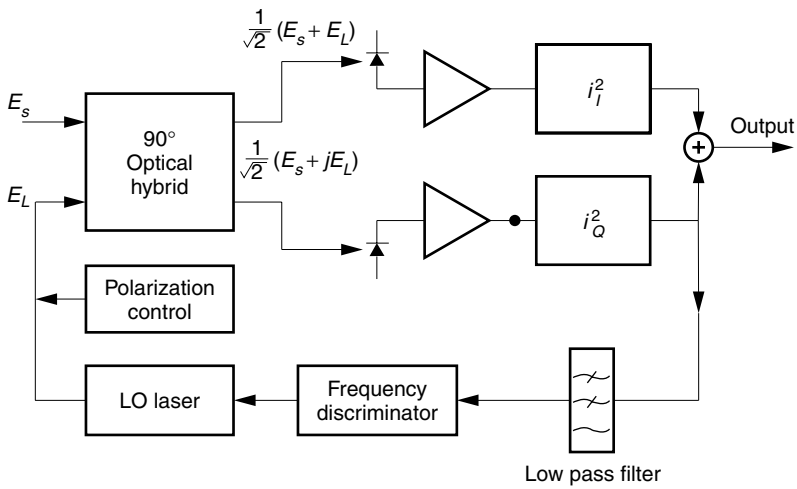 1/√2 (E_s + E_L)
E_s
90°
Optical
hybrid
i_I^2
Output
+
1/√2 (E_s + jE_L)
E_L
i_Q^2
Polarization
control
LO laser
Frequency
discriminator
Low pass filter